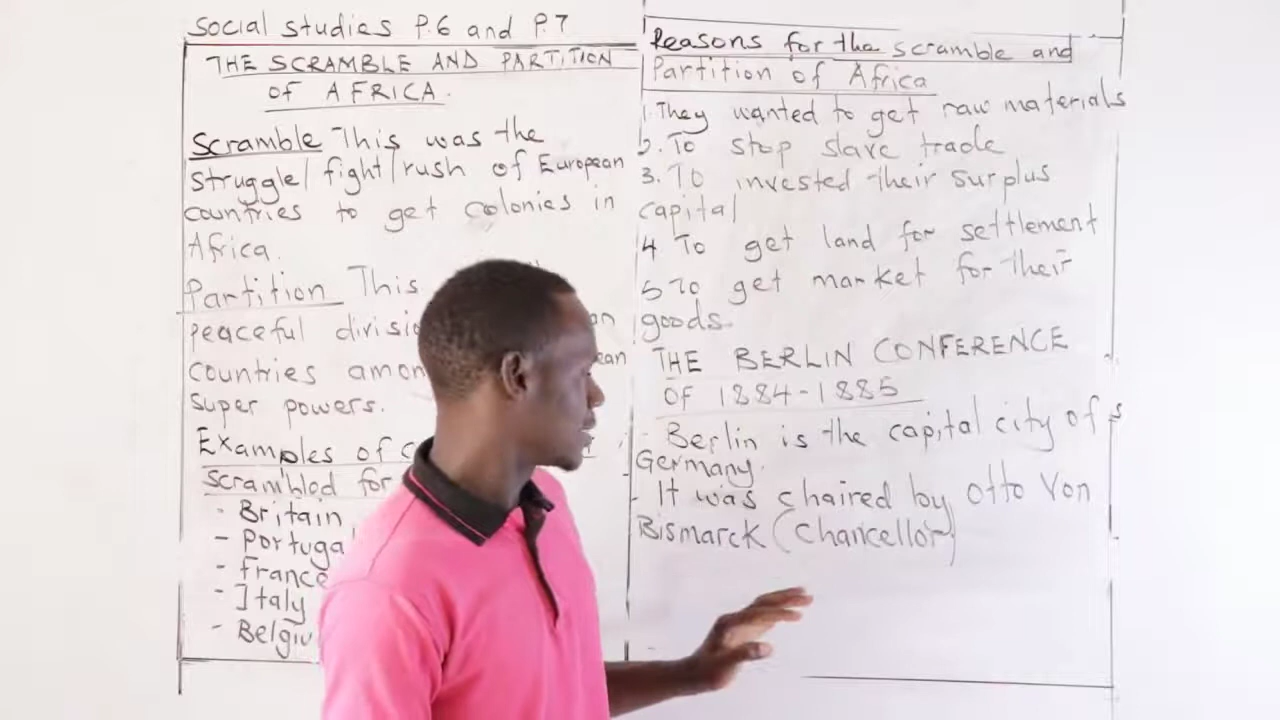 Social studies P.6 and P.7
THE SCRAMBLE AND PARTITION
OF AFRICA.
Scramble This was the
struggle/fight/rush of European
countries to get colonies in
Africa.
Partition This
peaceful
countries
super powers.
Examples of
scrambled for
- Britain
- Portugal
- France
- Italy
Reasons for the scramble and
Partition of Africa
1. They wanted to get raw materials
2. To stop slave trade
3. To invested their surplus
capital
4 To get land for settlement
5 To get market for their
goods.
THE BERLIN CONFERENCE
OF 1884-1885
- Berlin is the capital city of
Germany.
- It was chaired by Otto Von
Bismarck (Chancellor)